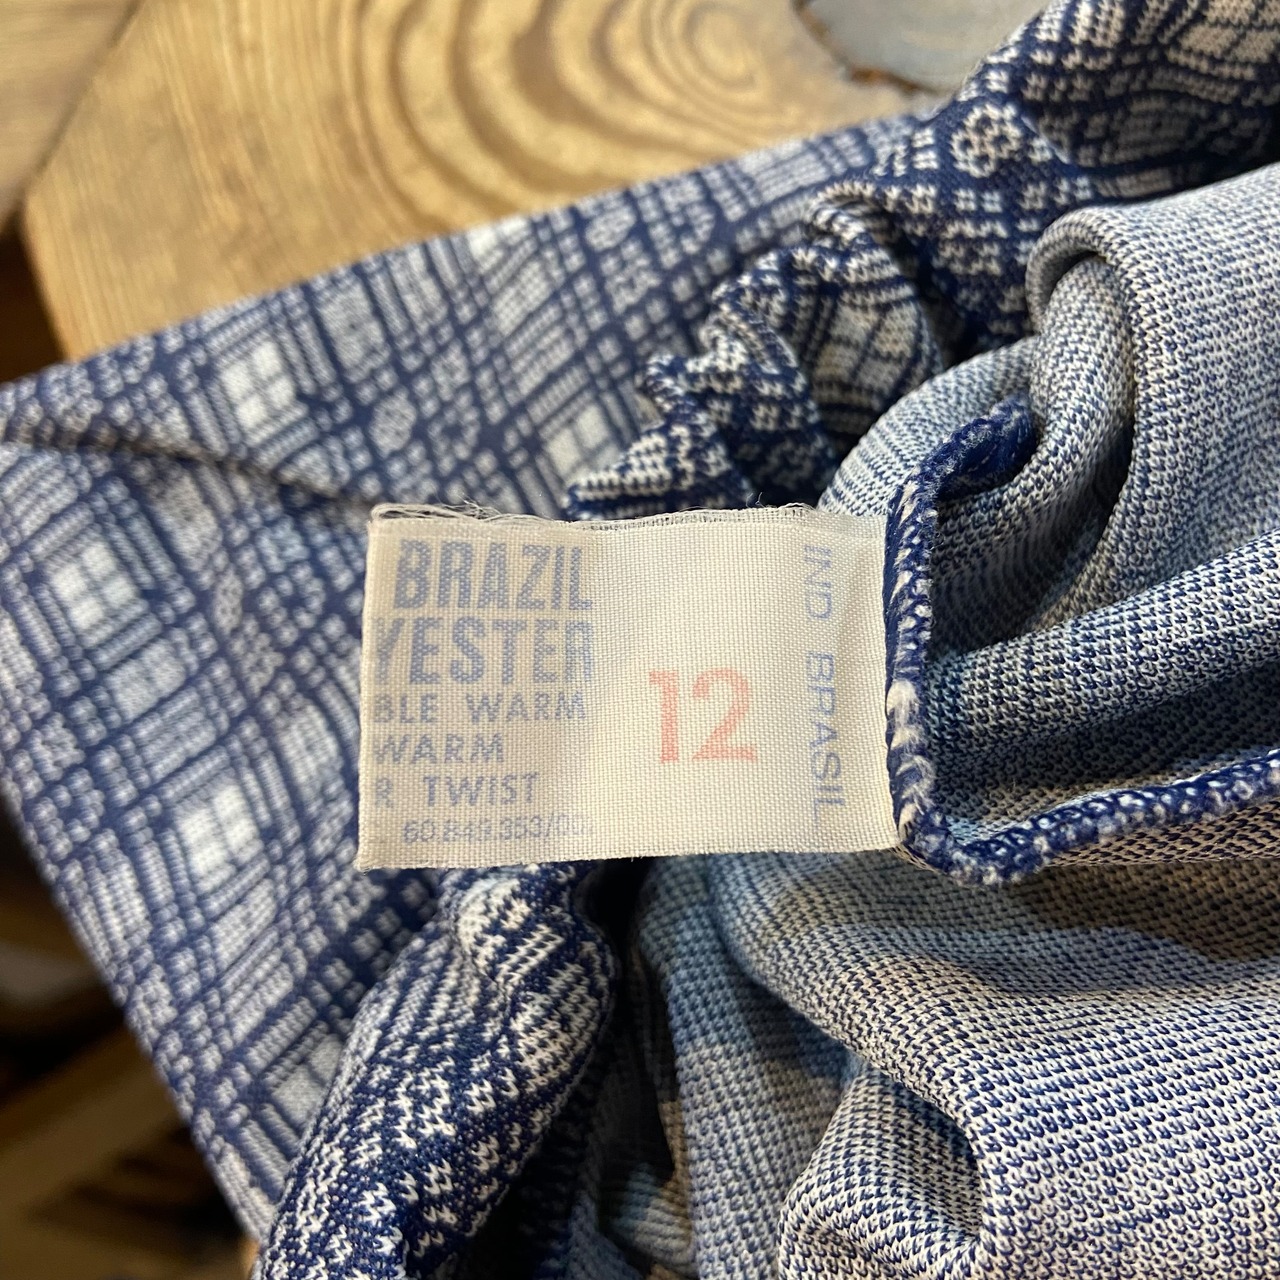 BRAZIL
YESTER
BLE WARM
WARM
R TWIST
60.849.353/00
12
IND BRASIL